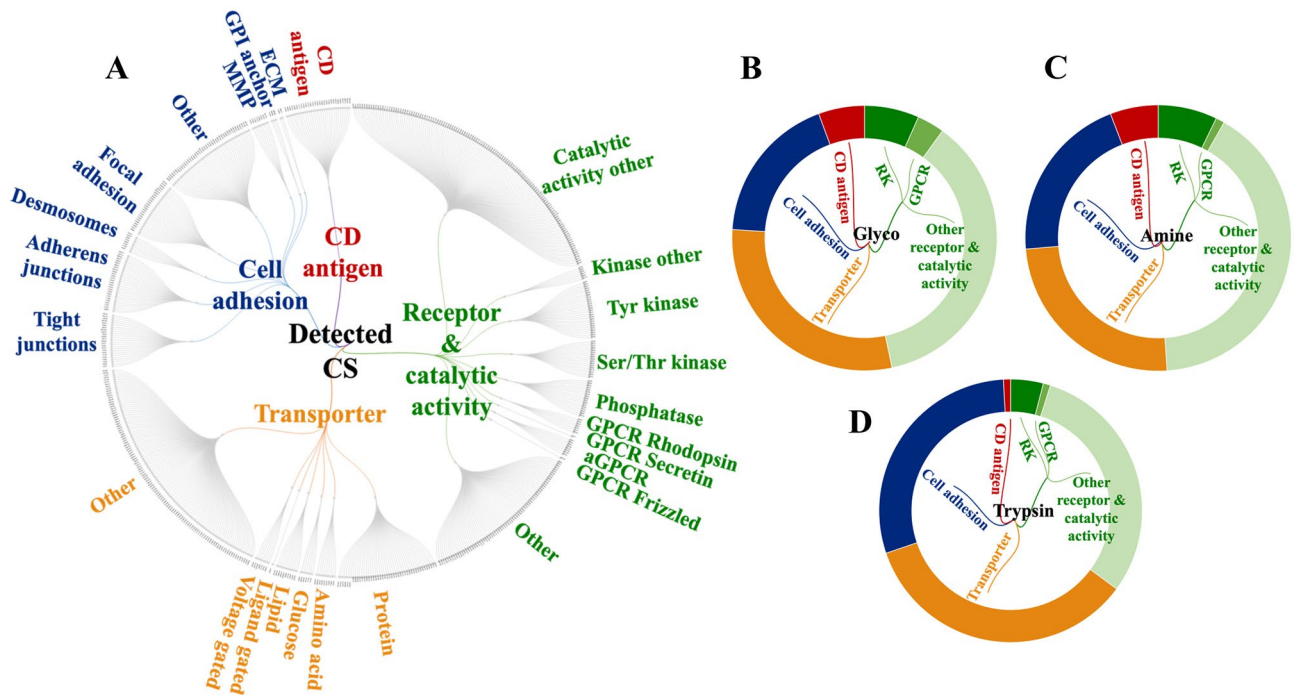 A
GPI anchor
MMP
ECM
CD
antigen
Other
Focal
adhesion
Desmosomes
Adherens
junctions
Tight
junctions
Cell
adhesion
CD
antigen
Detected
CS
Receptor
&
catalytic
activity
Transporter
Catalytic
activity other
Kinase other
Tyr kinase
Ser/Thr kinase
Phosphatase
GPCR Rhodopsin
GPCR Secretin
aGPCR
GPCR Frizzled
Other
Other
Voltage gated
Ligand gated
Lipid
Glucose
Amino acid
Protein
B
CD antigen
RK
GPCR
Cell adhesion
Glyco
Transporter
Other
receptor &
catalytic
activity
C
CD antigen
RK
GPCR
Cell adhesion
Amine
Transporter
Other
receptor &
catalytic
activity
D
CD antigen
RK
GPCR
Cell adhesion
Trypsin
Transporter
Other
receptor &
catalytic
activity